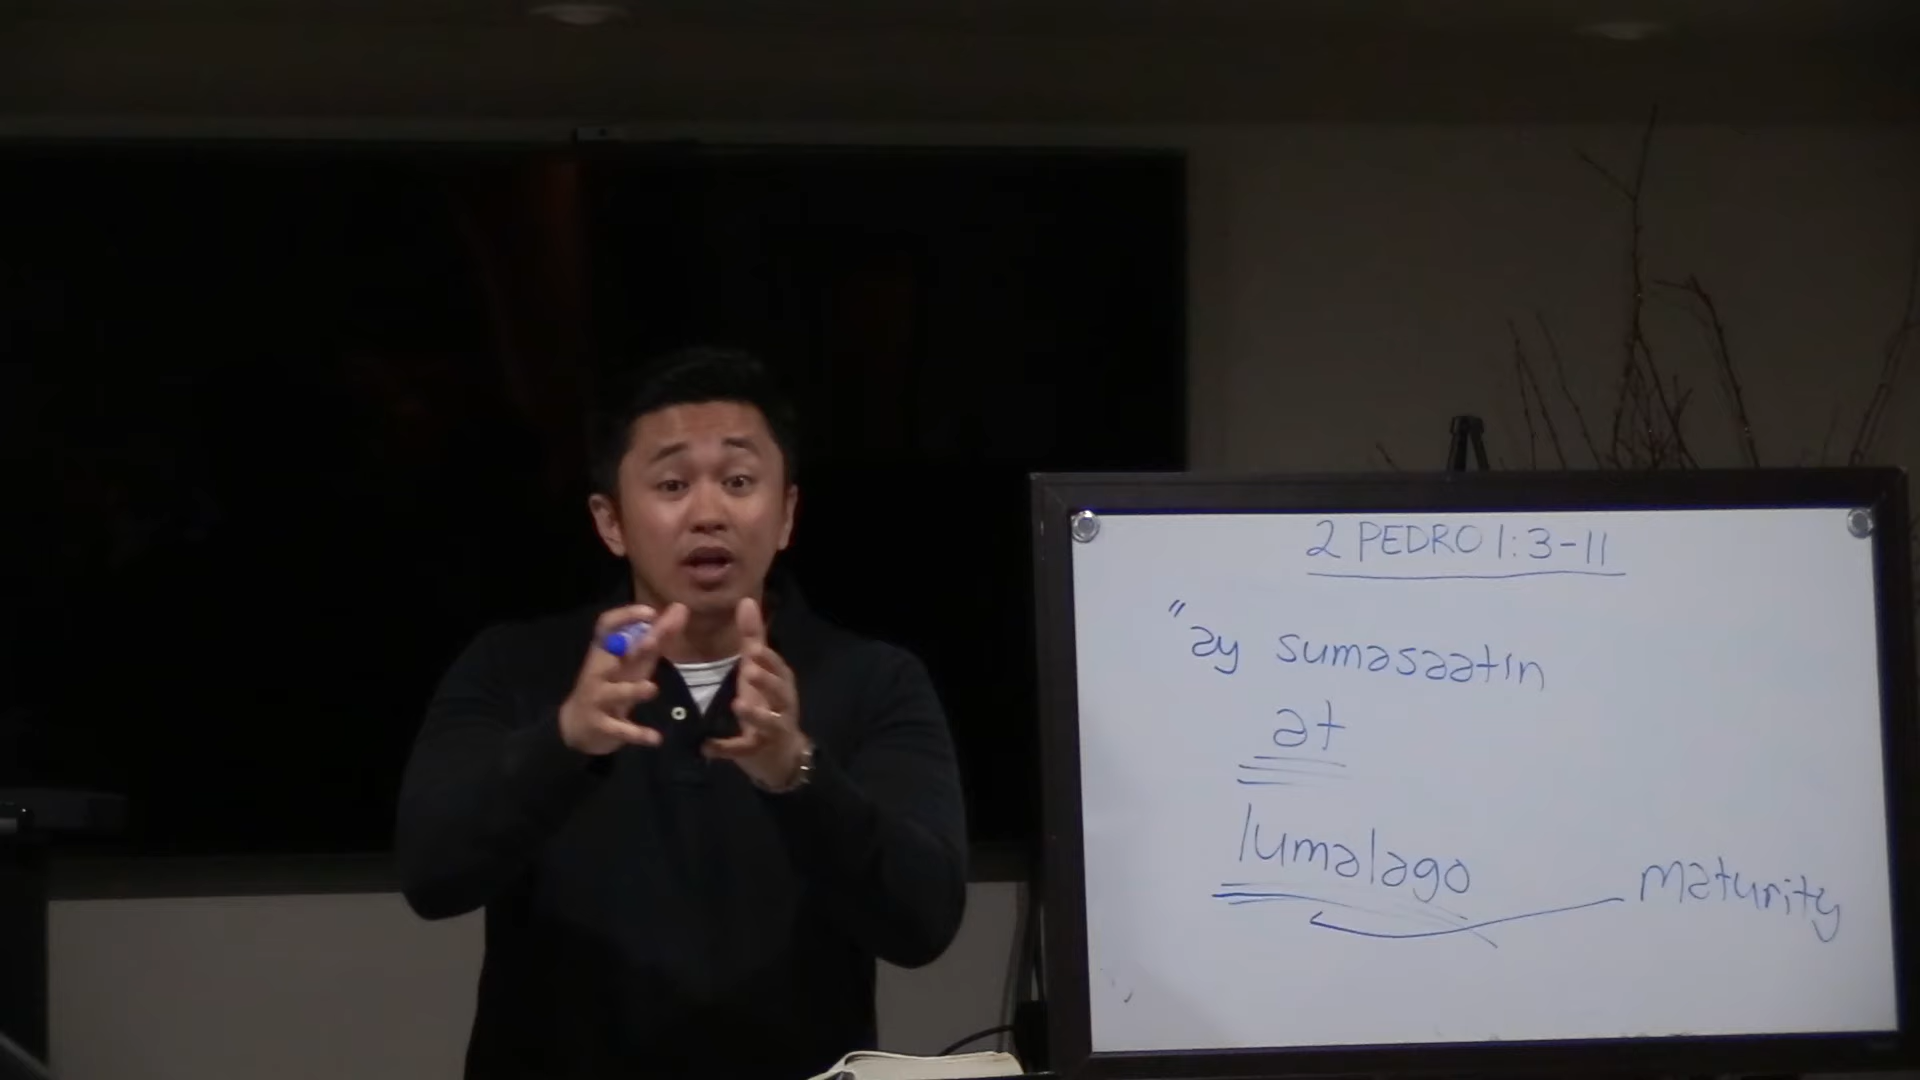 2 PEDRO 1:3-11
"ay sumasaatin
at
lumalago
maturity